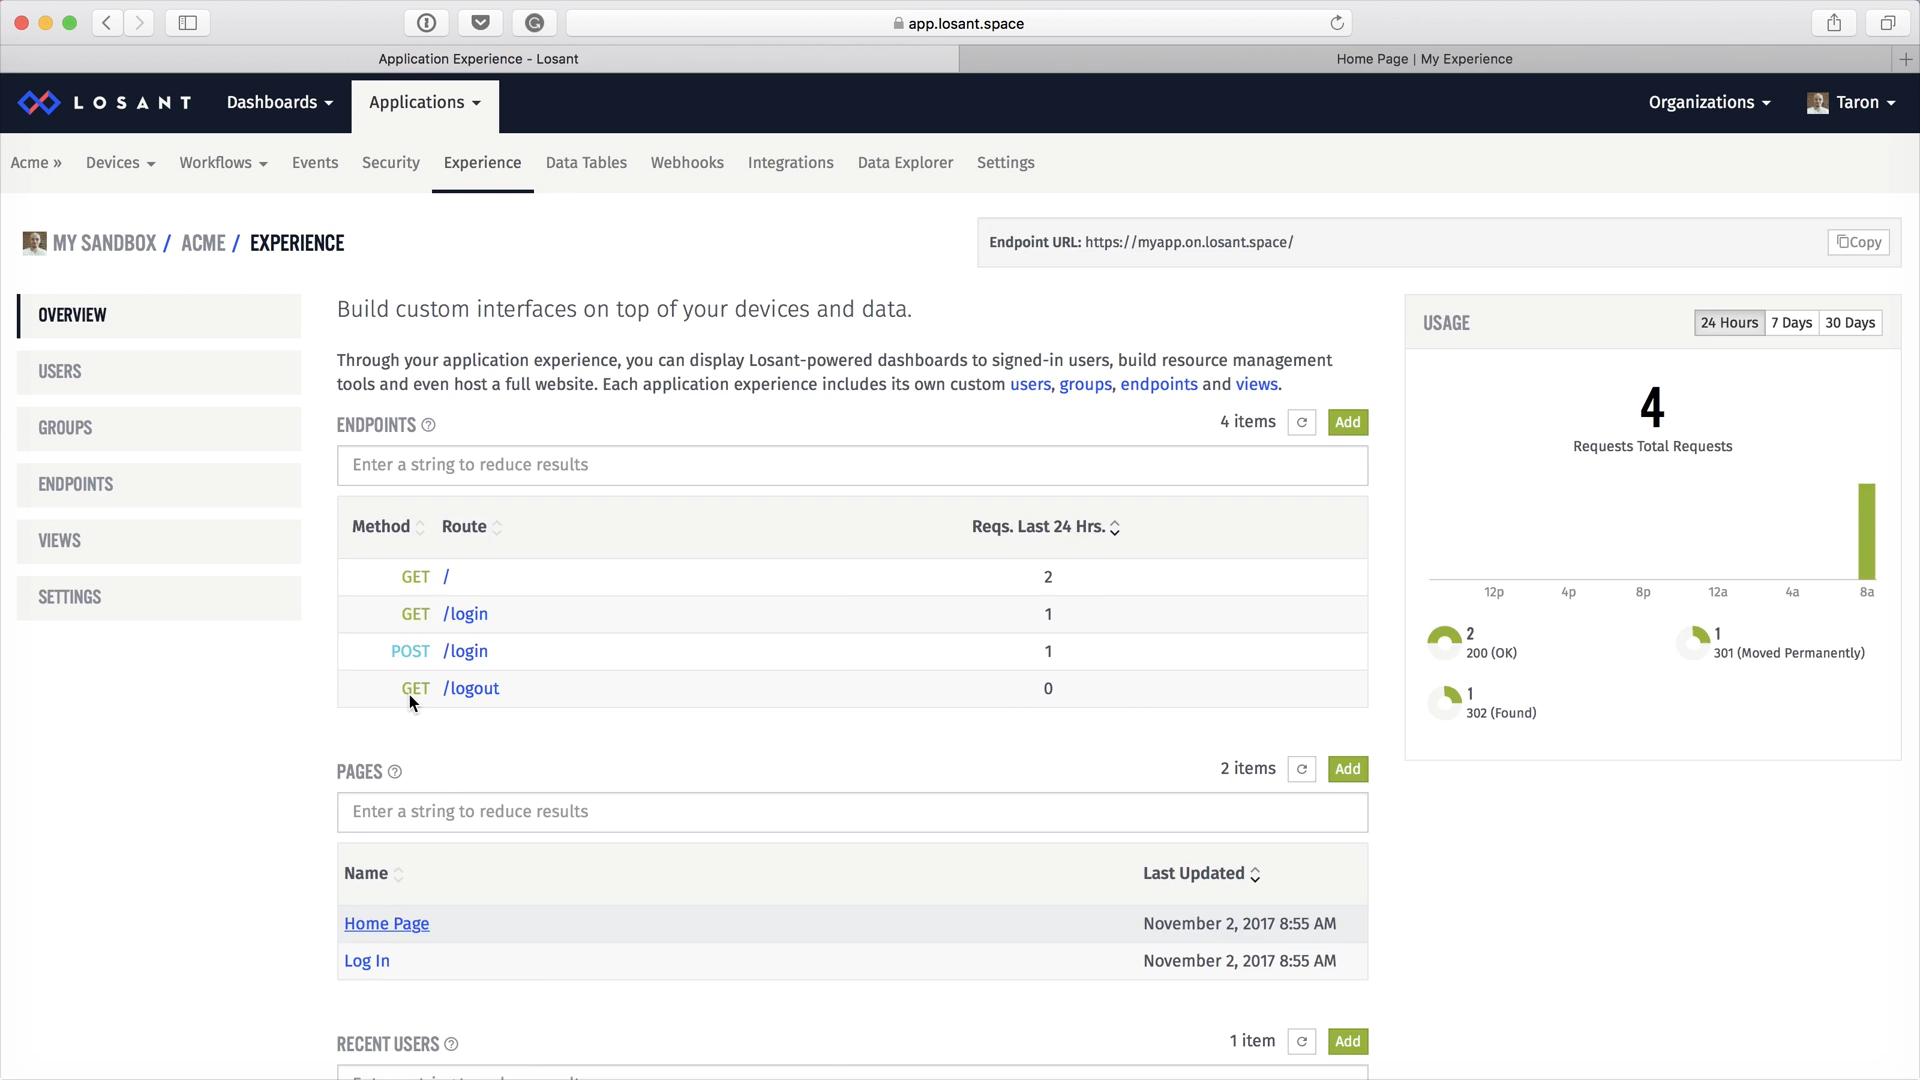 app.losant.space
Application Experience - Losant
Home Page | My Experience
LOSANT
Dashboards
Applications
Organizations
Taron
Acme »
Devices
Workflows
Events
Security
Experience
Data Tables
Webhooks
Integrations
Data Explorer
Settings
MY SANDBOX / ACME / EXPERIENCE
Endpoint URL: https://myapp.on.losant.space/
Copy
OVERVIEW
USERS
GROUPS
ENDPOINTS
VIEWS
SETTINGS
Build custom interfaces on top of your devices and data.
Through your application experience, you can display Losant-powered dashboards to signed-in users, build resource management
tools and even host a full website. Each application experience includes its own custom users, groups, endpoints and views.
ENDPOINTS ?
4 items
Add
Enter a string to reduce results
Method Route Reqs. Last 24 Hrs.
GET / 2
GET /login 1
POST /login 1
GET /logout 0
PAGES ?
2 items
Add
Enter a string to reduce results
Name Last Updated
Home Page November 2, 2017 8:55 AM
Log In November 2, 2017 8:55 AM
RECENT USERS ?
1 item
Add
USAGE
24 Hours 7 Days 30 Days
4
Requests Total Requests
12p 4p 8p 12a 4a 8a
2
200 (OK)
1
301 (Moved Permanently)
1
302 (Found)